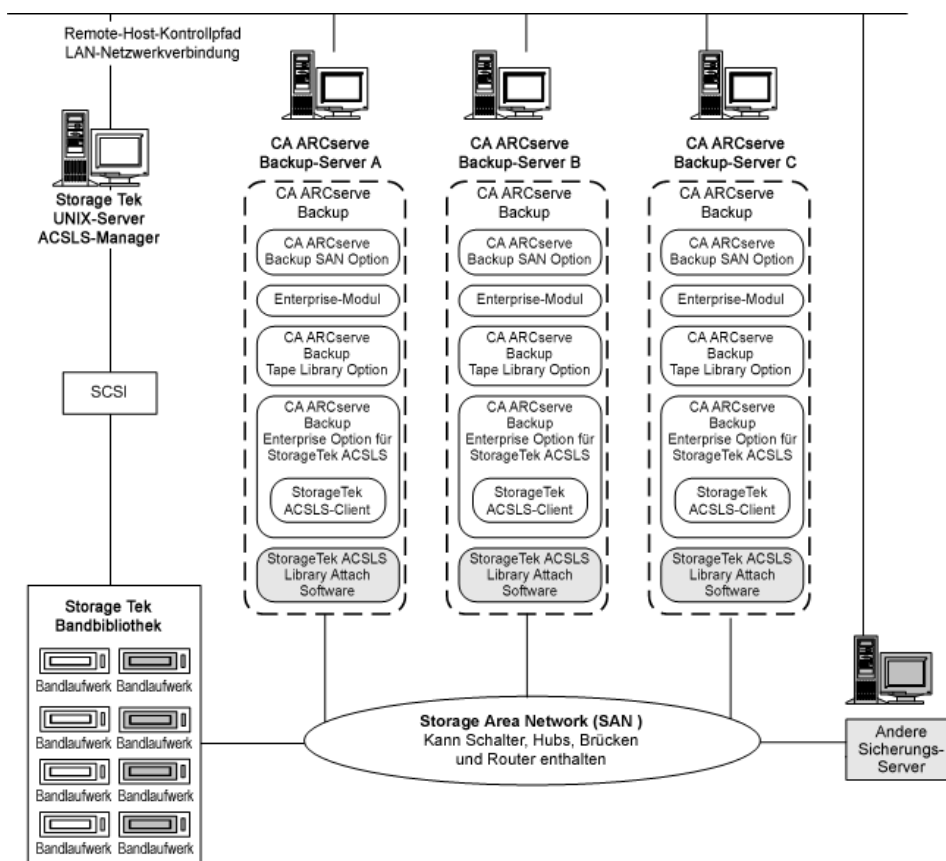 Remote-Host-Kontrollpfad
LAN-Netzwerkverbindung
Storage Tek
UNIX-Server
ACSLS-Manager
SCSI
Storage Tek
Bandbibliothek
Bandlaufwerk Bandlaufwerk
Bandlaufwerk Bandlaufwerk
Bandlaufwerk Bandlaufwerk
Bandlaufwerk Bandlaufwerk
CA ARCserve
Backup-Server A
CA ARCserve
Backup
CA ARCserve
Backup SAN Option
Enterprise-Modul
CA ARCserve
Backup
Tape Library Option
CA ARCserve
Backup
Enterprise Option für
StorageTek ACSLS
StorageTek
ACSLS-Client
StorageTek ACSLS
Library Attach
Software
CA ARCserve
Backup-Server B
CA ARCserve
Backup
CA ARCserve
Backup SAN Option
Enterprise-Modul
CA ARCserve
Backup
Tape Library Option
CA ARCserve
Backup
Enterprise Option für
StorageTek ACSLS
StorageTek
ACSLS-Client
StorageTek ACSLS
Library Attach
Software
CA ARCserve
Backup-Server C
CA ARCserve
Backup
CA ARCserve
Backup SAN Option
Enterprise-Modul
CA ARCserve
Backup
Tape Library Option
CA ARCserve
Backup
Enterprise Option für
StorageTek ACSLS
StorageTek
ACSLS-Client
StorageTek ACSLS
Library Attach
Software
Storage Area Network (SAN )
Kann Schalter, Hubs, Brücken
und Router enthalten
Andere
Sicherungs-
Server